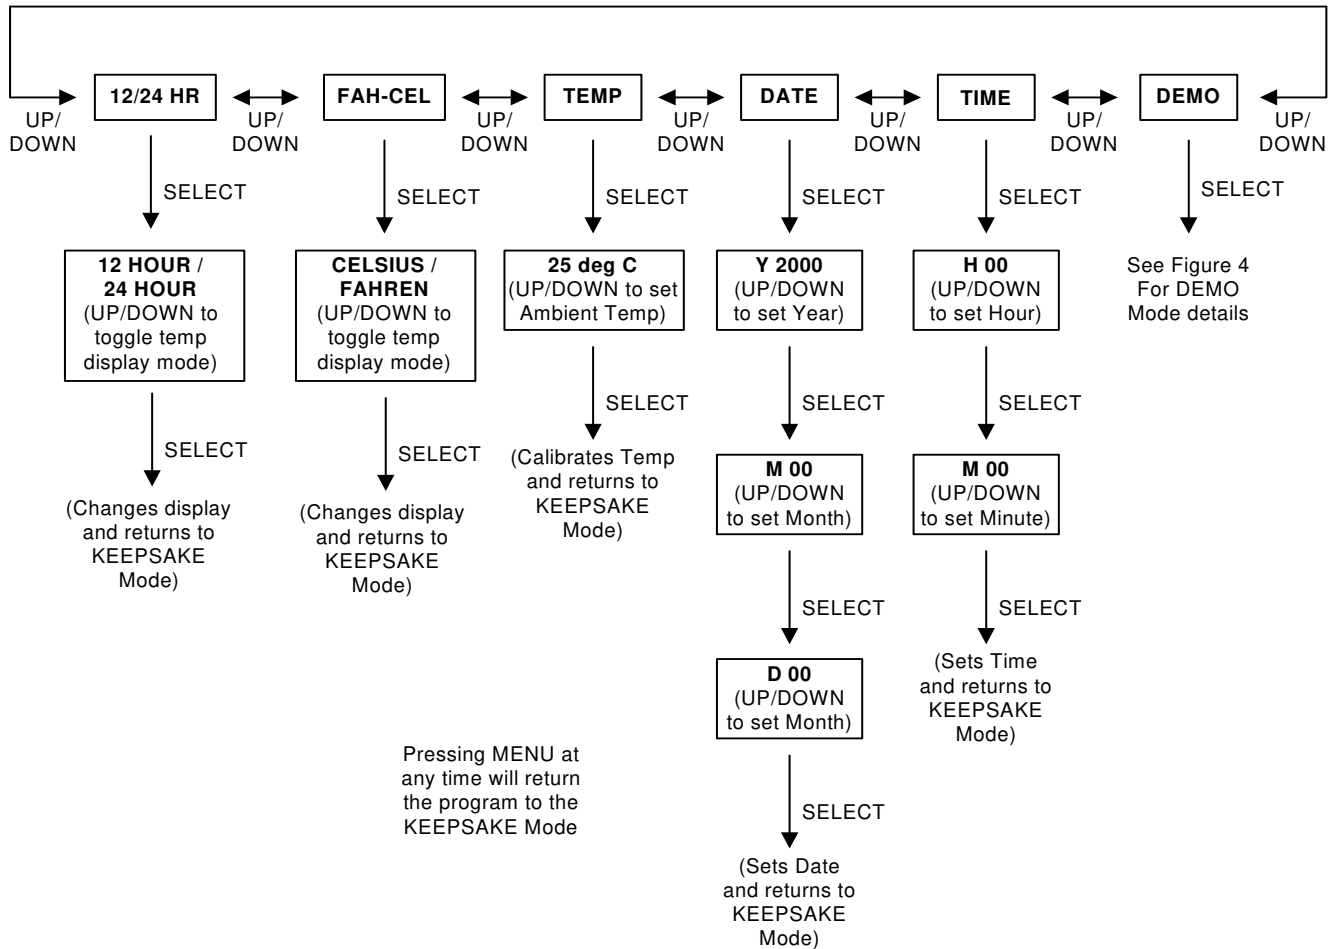 12/24 HR
FAH-CEL
TEMP
DATE
TIME
DEMO
UP/
DOWN
UP/
DOWN
UP/
DOWN
UP/
DOWN
UP/
DOWN
UP/
DOWN
UP/
DOWN
SELECT
SELECT
SELECT
SELECT
SELECT
SELECT
12 HOUR /
24 HOUR
(UP/DOWN to
toggle temp
display mode)
CELSIUS /
FAHREN
(UP/DOWN to
toggle temp
display mode)
25 deg C
(UP/DOWN to set
Ambient Temp)
Y 2000
(UP/DOWN
to set Year)
H 00
(UP/DOWN
to set Hour)
See Figure 4
For DEMO
Mode details
SELECT
SELECT
SELECT
SELECT
SELECT
(Changes display
and returns to
KEEPSAKE
Mode)
(Changes display
and returns to
KEEPSAKE
Mode)
(Calibrates Temp
and returns to
KEEPSAKE
Mode)
M 00
(UP/DOWN
to set Month)
M 00
(UP/DOWN
to set Minute)
SELECT
SELECT
D 00
(UP/DOWN
to set Month)
(Sets Time
and returns to
KEEPSAKE
Mode)
Pressing MENU at
any time will return
the program to the
KEEPSAKE Mode
SELECT
(Sets Date
and returns to
KEEPSAKE
Mode)